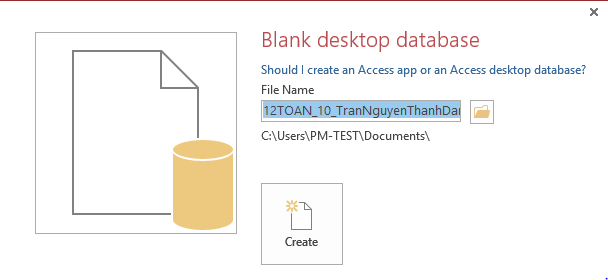 Blank desktop database
Should I create an Access app or an Access desktop database?
File Name
12TOAN_10_TranNguyenThanhDa
C:\Users\PM-TEST\Documents\
Create